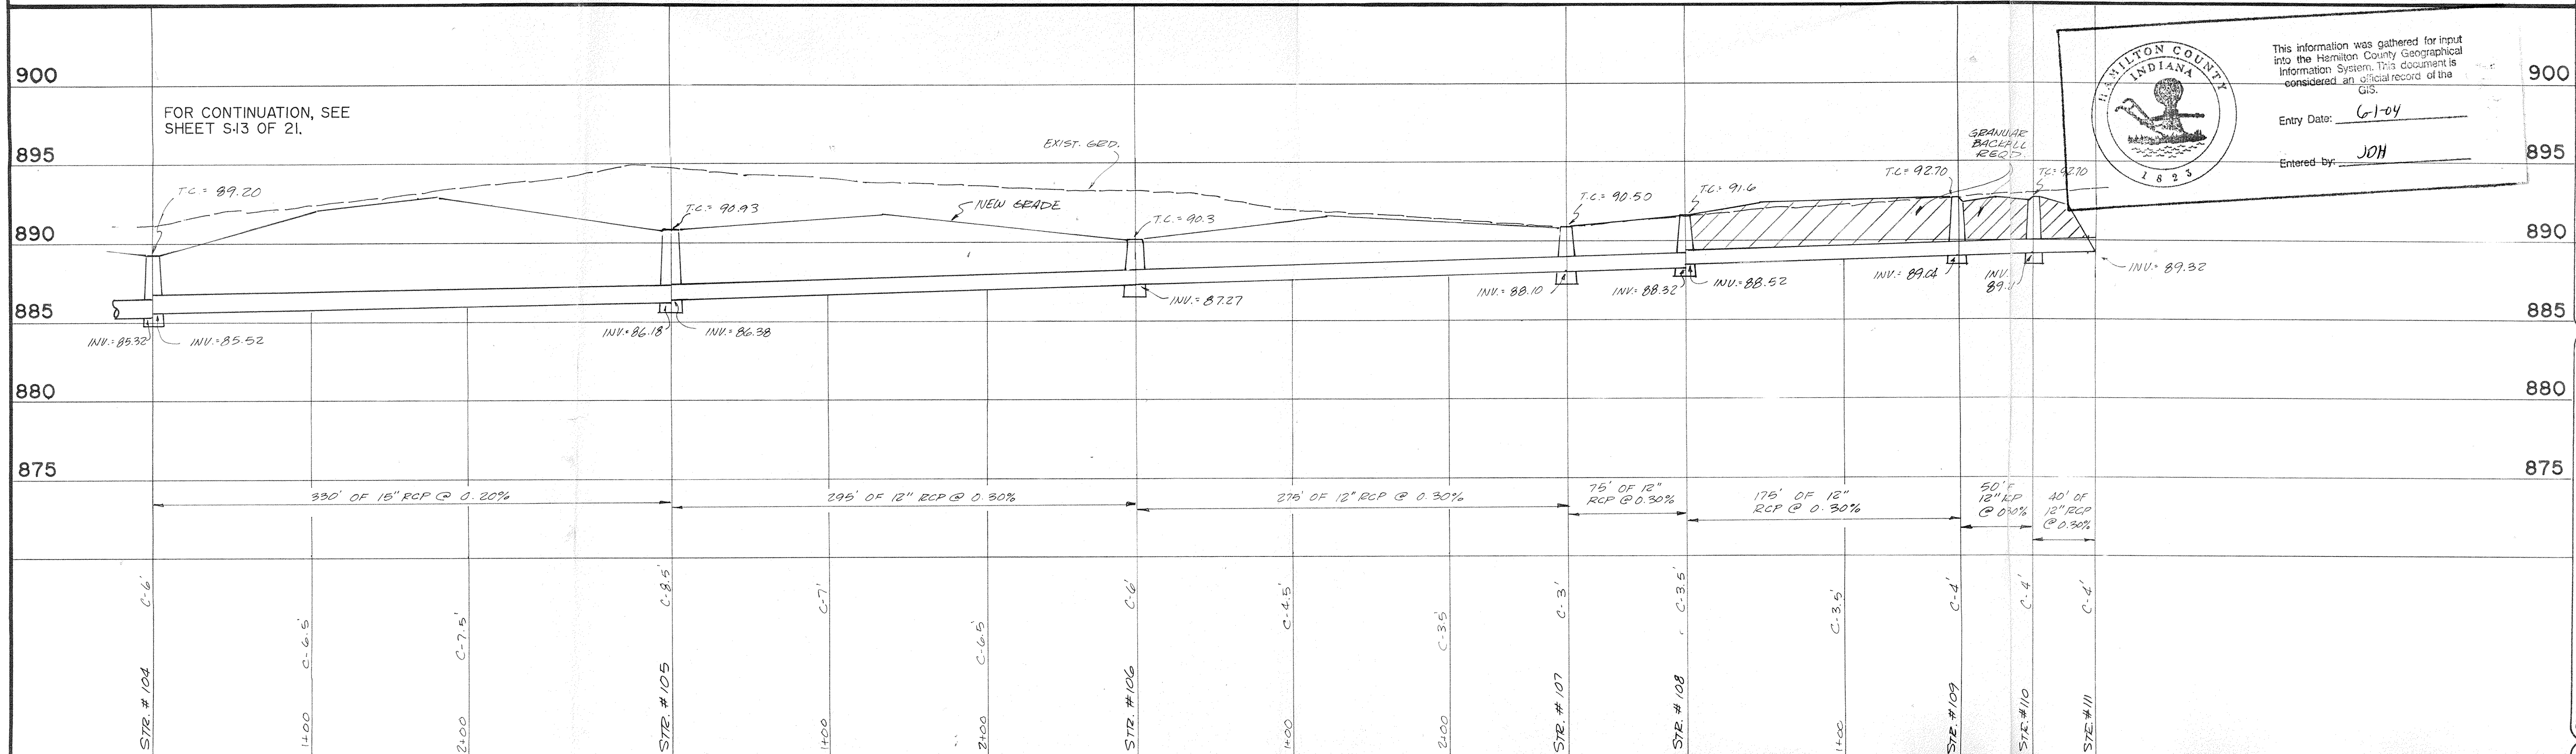 900
FOR CONTINUATION, SEE
SHEET S-13 OF 21.
895
T.C.= 89.20
890
885
880
875
EXIST. GRD.
T.C.= 90.93
NEW GRADE
T.C.= 90.3
T.C.= 90.50
T.C.= 91.6
T.C.= 92.70
GRANULAR
BACKFILL
REQ'D.
T.C.= 92.70
HAMILTON COUNTY
INDIANA
1823
This information was gathered for input
into the Hamilton County Geographical
Information System. This document is
considered an official record of the
GIS.
Entry Date: 6-1-04
Entered by: JDH
900
895
890
885
880
875
INV.= 85.32
INV.= 85.52
INV.= 86.18
INV.= 86.38
INV.= 87.27
INV.= 88.10
INV.= 88.32
INV.= 88.52
INV.= 89.04
INV.
INV.= 89.32
330' OF 15" RCP @ 0.20%
295' OF 12" RCP @ 0.30%
275' OF 12" RCP @ 0.30%
75' OF 12"
RCP @ 0.30%
175' OF 12"
RCP @ 0.30%
50'
12"
@
40' OF
12" RCP
@ 0.30%
STR. #104 C-6'
1+00 C-6.5'
2+00 C-7.5'
STR. #105 C-8.5'
1+00 C-7'
2+00 C-6.5'
STR. #106 C-6'
1+00 C-4.5'
2+00 C-3.5'
STR. #107 C-3'
STR. #108 C-3.5'
1+00 C-3.5'
STR. #109 C-4'
STR. #110 C-4'
STR. #111 C-4'